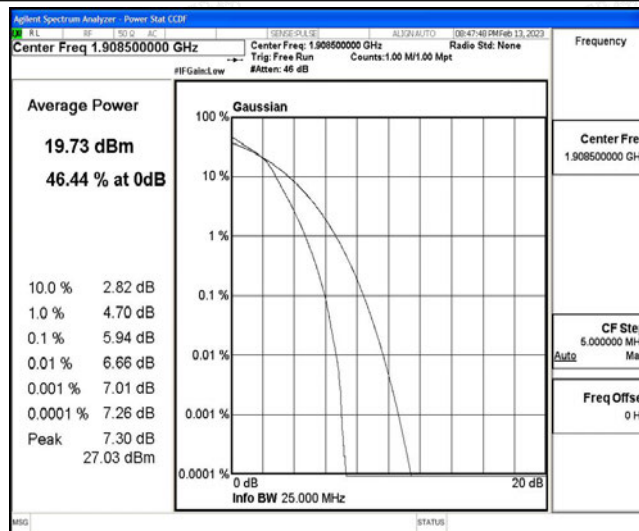 Agilent Spectrum Analyzer - Power Stat CCDF
RL RF 50 Ω AC SENSE:PULSE ALIGN AUTO 08:47:48 PM Feb 13, 2023
Center Freq 1.908500000 GHz
Center Freq: 1.908500000 GHz Radio Std: None
Trig: Free Run Counts:1.00 M/1.00 Mpt
#IFGain:Low #Atten: 46 dB
Frequency
Average Power
19.73 dBm
46.44 % at 0dB
10.0 % 2.82 dB
1.0 % 4.70 dB
0.1 % 5.94 dB
0.01 % 6.66 dB
0.001 % 7.01 dB
0.0001 % 7.26 dB
Peak 7.30 dB
27.03 dBm
Gaussian
100 %
10 %
1 %
0.1 %
0.01 %
0.001 %
0.0001 %
0 dB 20 dB
Info BW 25.000 MHz
Center Fre
1.908500000 GH
CF Ste
5.000000 MH
Auto Ma
Freq Offse
0 H
MSG STATUS